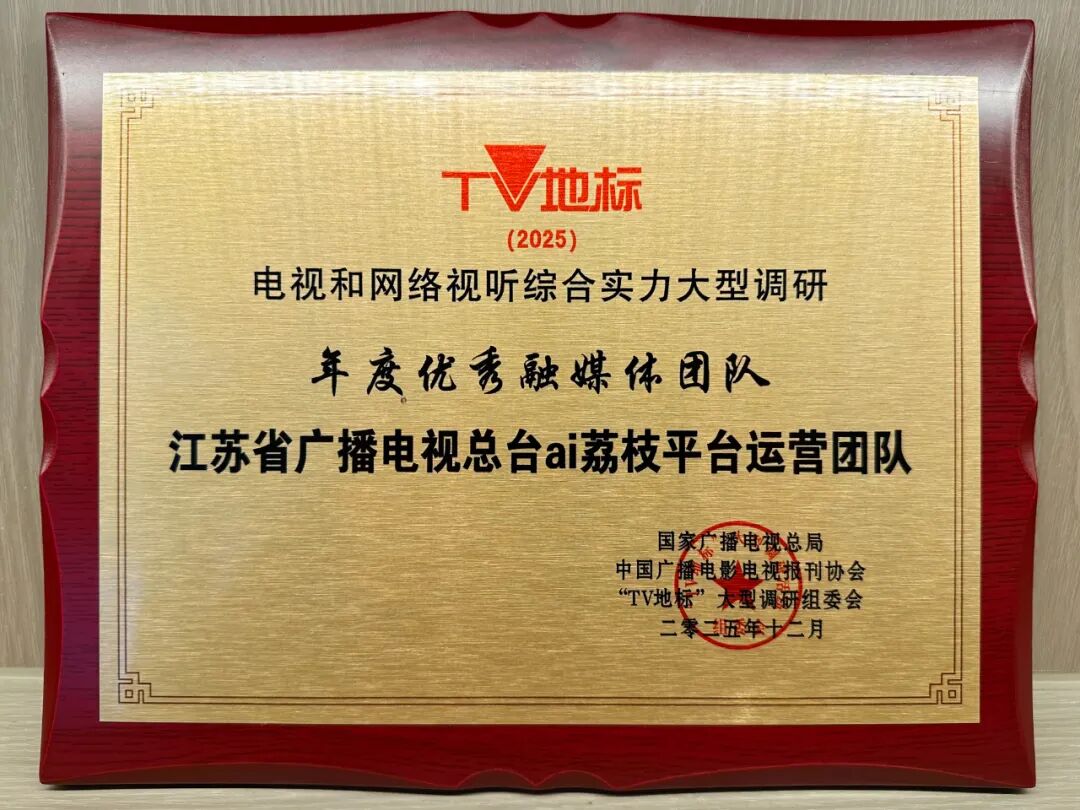 TV地标
(2025)
电视和网络视听综合实力大型调研
年度优秀融媒体团队
江苏省广播电视总台ai荔枝平台运营团队
国家广播电视总局
中国广播电影电视报刊协会
“TV地标”大型调研组委会
二零二五年十二月